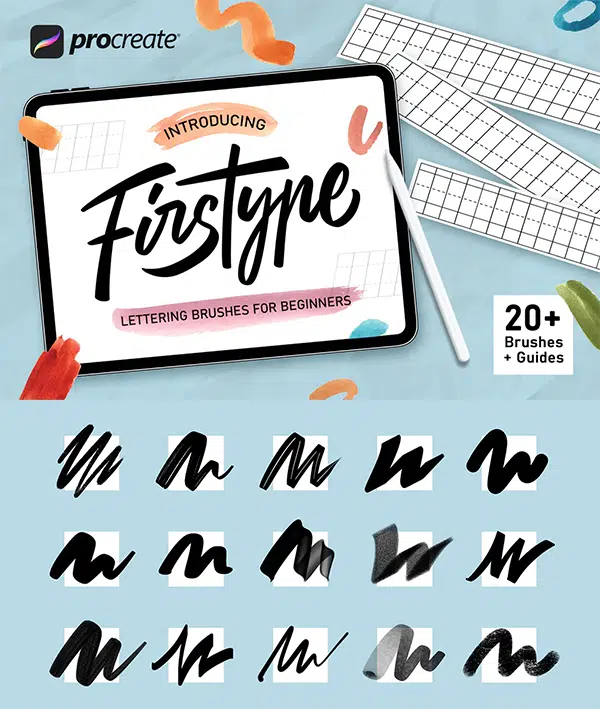 procreate®
INTRODUCING
Firstype
LETTERING BRUSHES FOR BEGINNERS
20+
Brushes
+ Guides